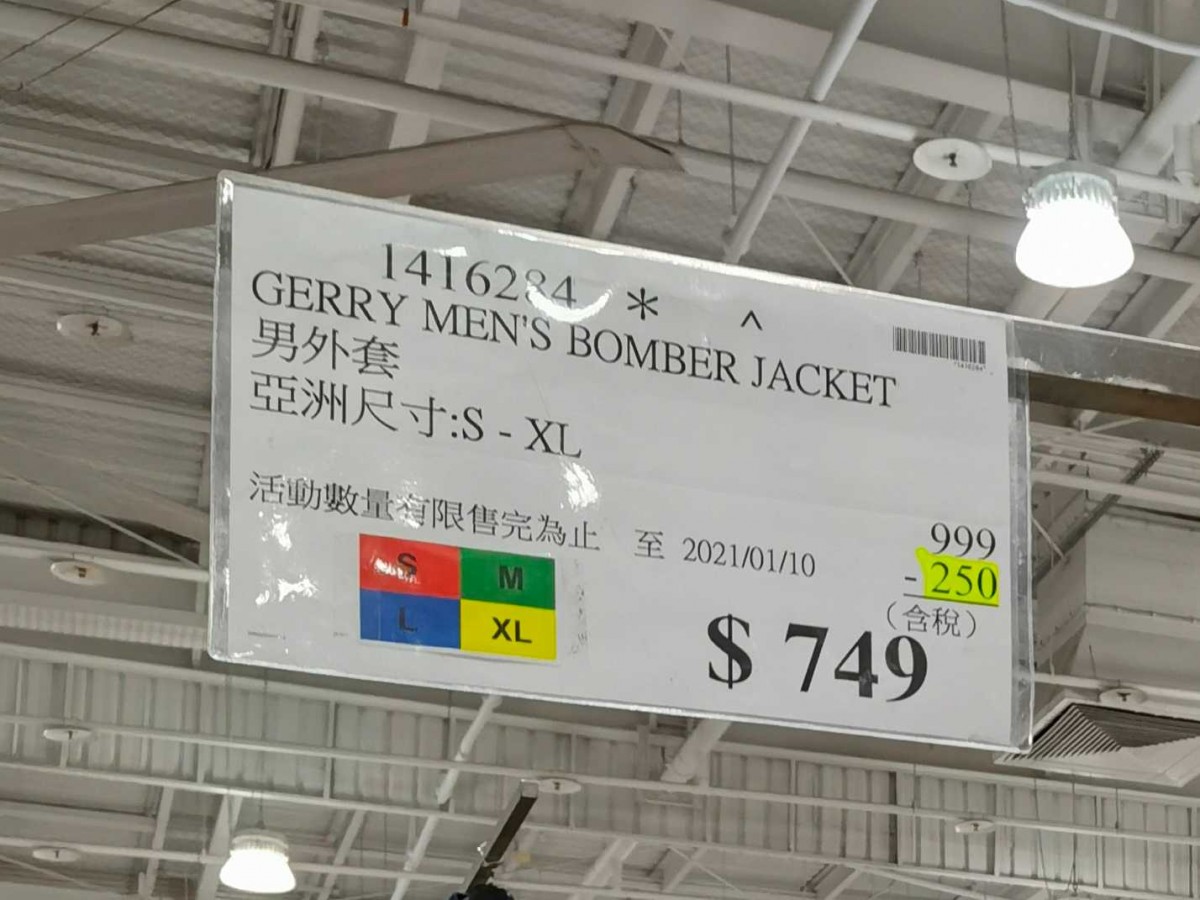 1416284 * ^
GERRY MEN'S BOMBER JACKET
男外套
亞洲尺寸:S - XL
活動數量有限售完為止 至 2021/01/10
999
-250
(含稅)
$ 749
S M
L XL